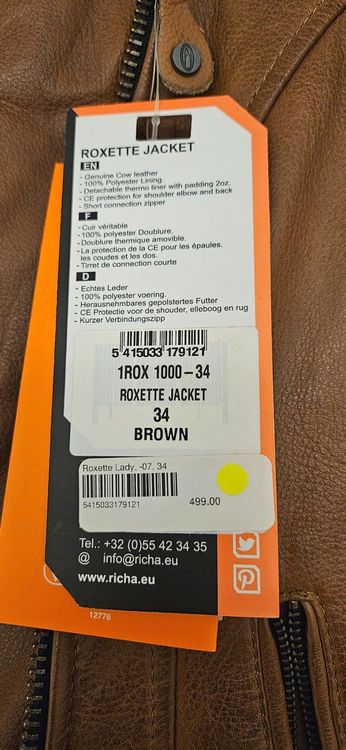 ROXETTE JACKET
EN
- Genuine Cow leather
- 100% Polyester Lining.
- Detachable thermo liner with padding 2oz.
- CE protection for shoulder elbow and back
- Short connection zipper
F
- Cuir véritable
-100% polyester Doublure.
- Doublure thermique amovible.
- La protection de la CE pour les épaules.
les coudes et les dos.
- Tirret de connection courte
D
- Echtes Leder
- 100% polyester voering.
- Herausnehmbares gepolstertes Futter
- CE Protectie voor de shouder, elleboog en rug
- Kurzer Verbindungszipp
5 415033 179121
1ROX 1000-34
ROXETTE JACKET
34
BROWN
Roxette Lady. -07. 34
5415033179121
499.00
Tel.: +32 (0)55 42 34 35
@ info@richa.eu
www.richa.eu
12776